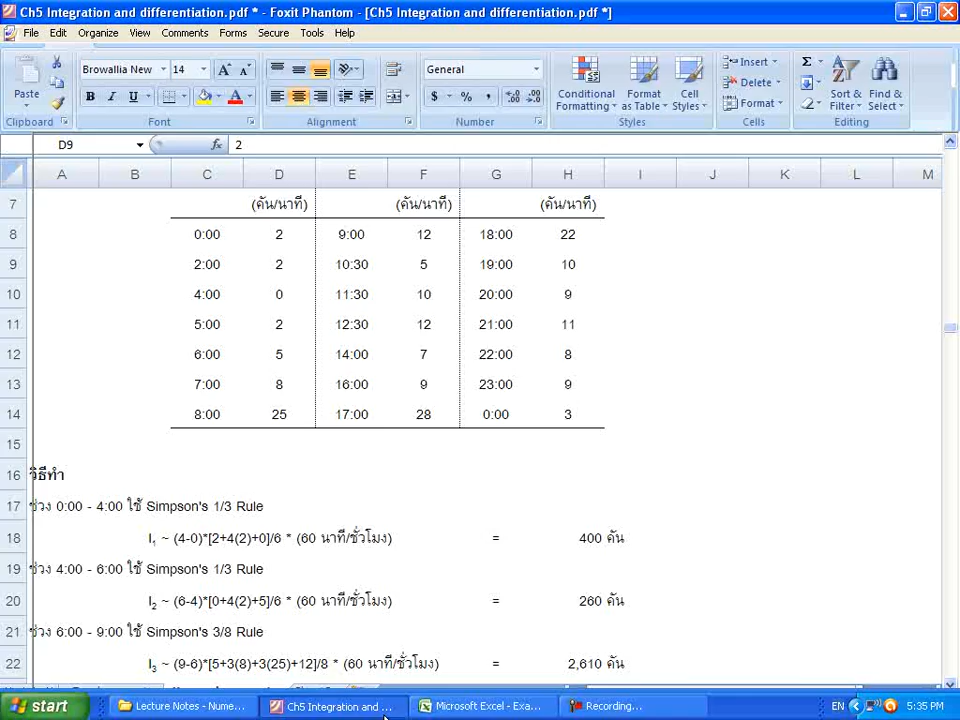 Ch5 Integration and differentiation.pdf * - Foxit Phantom - [Ch5 Integration and differentiation.pdf *]
File Edit Organize View Comments Forms Secure Tools Help
Browallia New 14 General Insert Σ
Paste B I U A $ % , .00 Conditional Formatting Format as Table Cell Styles Delete Format Sort & Filter Find & Select
Clipboard Font Alignment Number Styles Cells Editing
D9 fx 2
A B C D E F G H I J K L M
7 (คัน/นาที) (คัน/นาที) (คัน/นาที)
8 0:00 2 9:00 12 18:00 22
9 2:00 2 10:30 5 19:00 10
10 4:00 0 11:30 10 20:00 9
11 5:00 2 12:30 12 21:00 11
12 6:00 5 14:00 7 22:00 8
13 7:00 8 16:00 9 23:00 9
14 8:00 25 17:00 28 0:00 3
15
16 วิธีทำ
17 ช่วง 0:00 - 4:00 ใช้ Simpson's 1/3 Rule
18 I1 ~ (4-0)*[2+4(2)+0]/6 * (60 นาที/ชั่วโมง) = 400 คัน
19 ช่วง 4:00 - 6:00 ใช้ Simpson's 1/3 Rule
20 I2 ~ (6-4)*[0+4(2)+5]/6 * (60 นาที/ชั่วโมง) = 260 คัน
21 ช่วง 6:00 - 9:00 ใช้ Simpson's 3/8 Rule
22 I3 ~ (9-6)*[5+3(8)+3(25)+12]/8 * (60 นาที/ชั่วโมง) = 2,610 คัน
start Lecture Notes - Nume... Ch5 Integration and ... Microsoft Excel - Exa... Recording... EN 5:35 PM